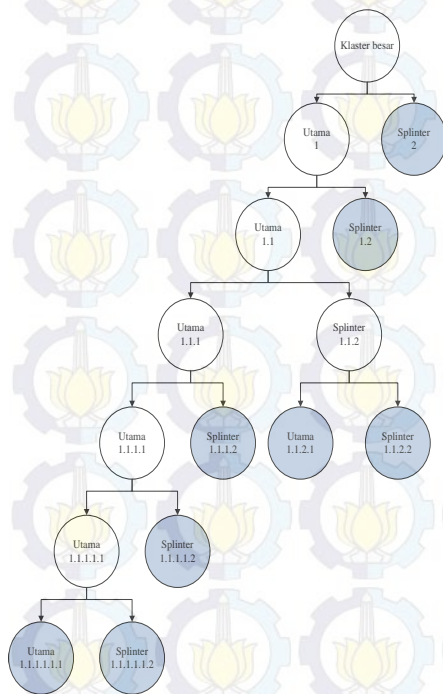 Klaster besar
Utama
1
Splinter
2
Utama
1.1
Splinter
1.2
Utama
1.1.1
Splinter
1.1.2
Utama
1.1.1.1
Splinter
1.1.1.2
Utama
1.1.2.1
Splinter
1.1.2.2
Utama
1.1.1.1.1
Splinter
1.1.1.1.2
Utama
1.1.1.1.1.1
Splinter
1.1.1.1.1.2